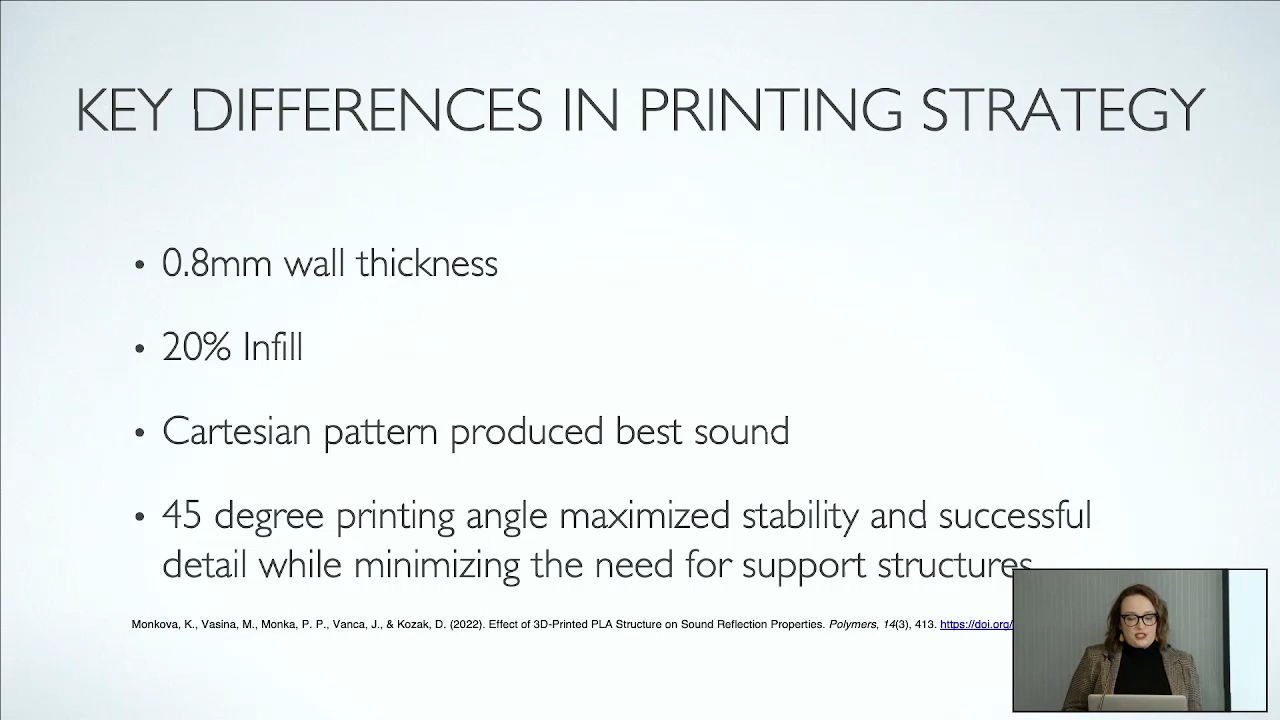 KEY DIFFERENCES IN PRINTING STRATEGY
• 0.8mm wall thickness
• 20% Infill
• Cartesian pattern produced best sound
• 45 degree printing angle maximized stability and successful
detail while minimizing the need for support structures
Monkova, K., Vasina, M., Monka, P. P., Vanca, J., & Kozak, D. (2022). Effect of 3D-Printed PLA Structure on Sound Reflection Properties. Polymers, 14(3), 413. https://doi.org/